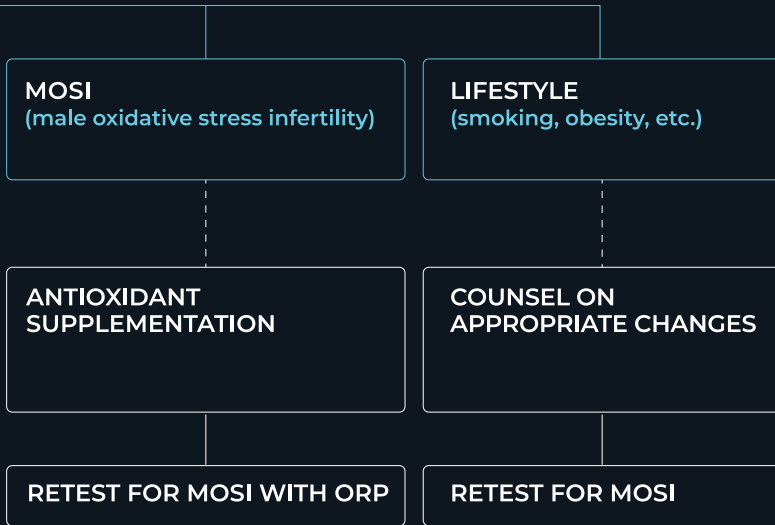 MOSI
(male oxidative stress infertility)
LIFESTYLE
(smoking, obesity, etc.)
ANTIOXIDANT
SUPPLEMENTATION
COUNSEL ON
APPROPRIATE CHANGES
RETEST FOR MOSI WITH ORP
RETEST FOR MOSI